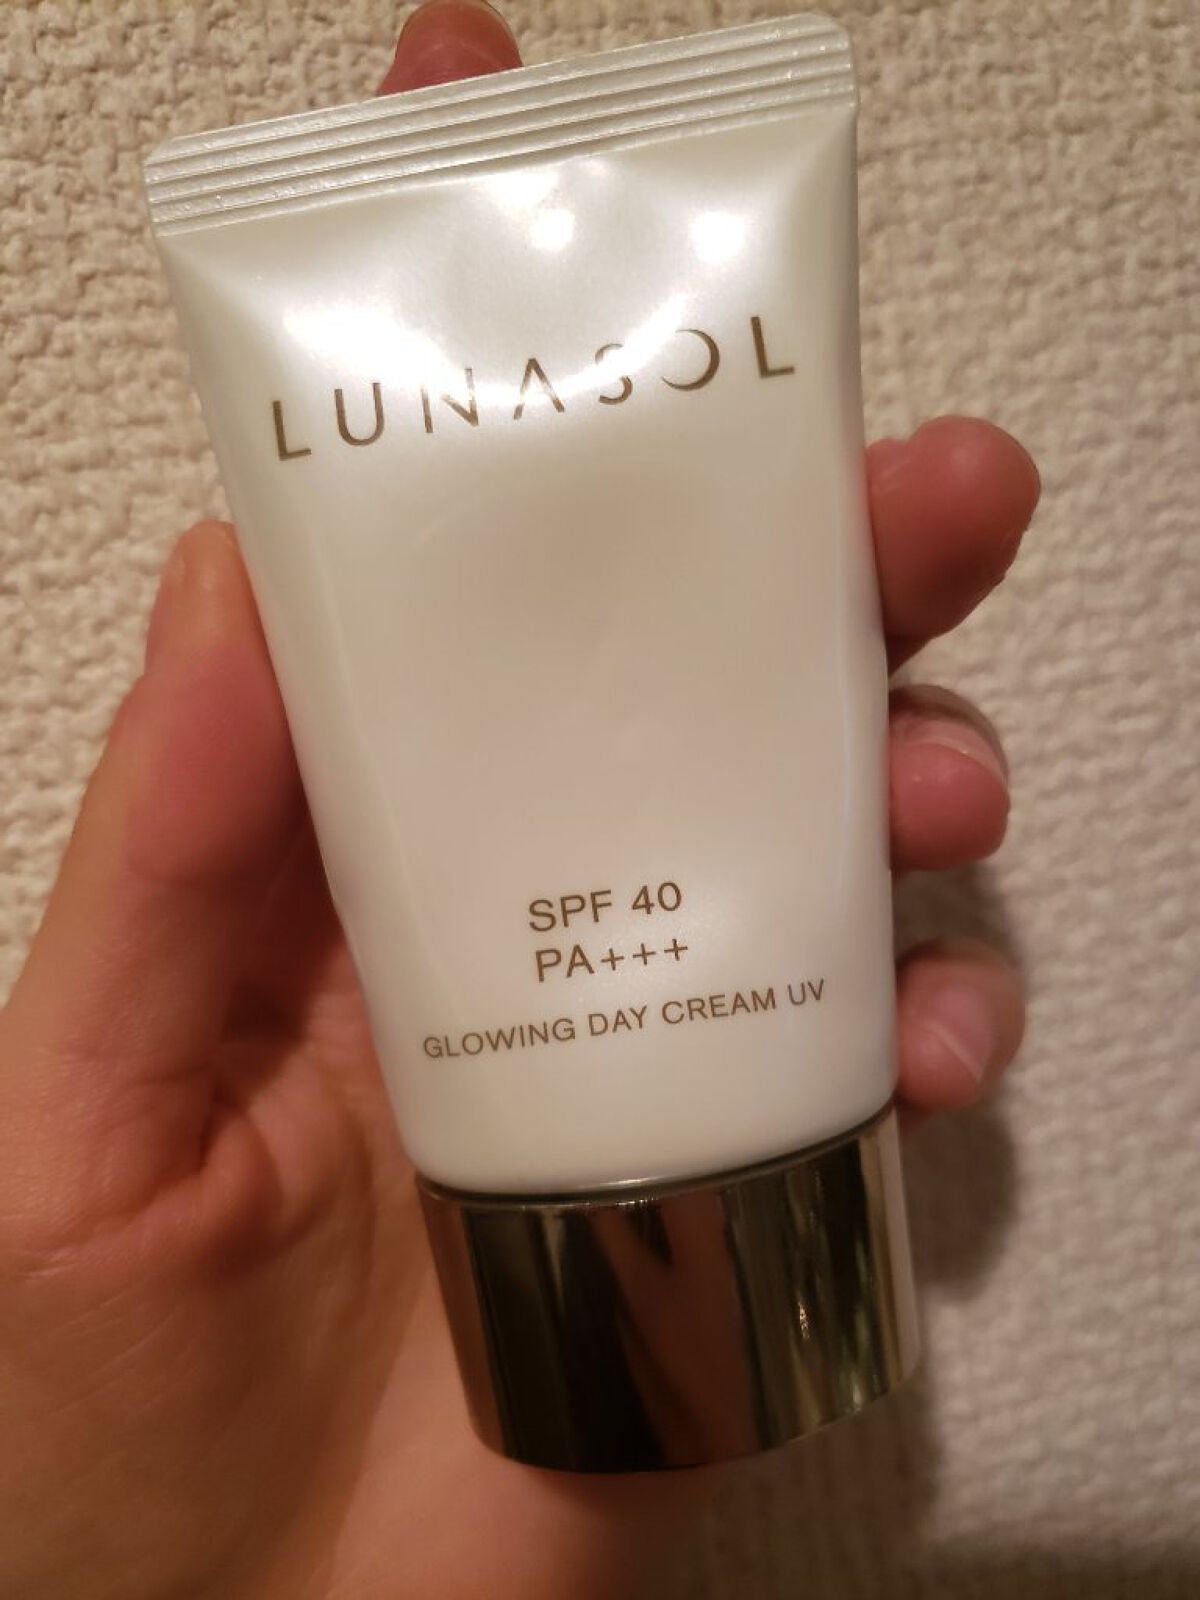 LUNASOL
SPF 40
PA+++
GLOWING DAY CREAM UV